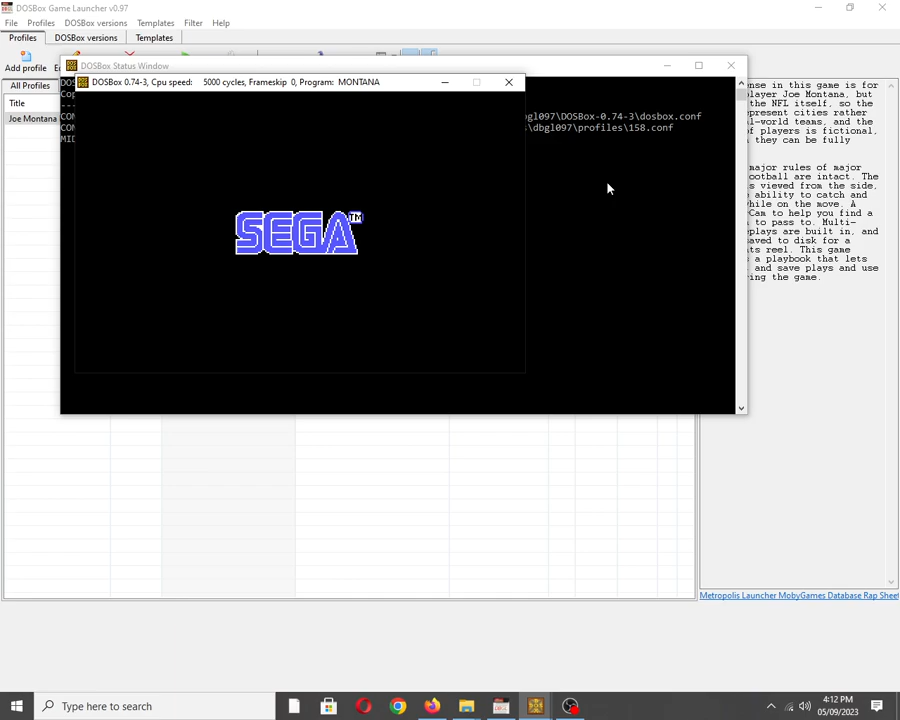 DOSBox Game Launcher v0.97
File Profiles DOSBox versions Templates Filter Help
Profiles DOSBox versions Templates
Add profile
DOSBox Status Window
DOSBox 0.74-3, Cpu speed: 5000 cycles, Frameskip 0, Program: MONTANA
All Profiles
Title
Joe Montana
SEGA TM
bgl097\DOSBox-0.74-3\dosbox.conf
s\dbgl097\profiles\158.conf
ense in this game is for
player Joe Montana, but
the NFL itself, so the
epresent cities rather
l-world teams, and the
of players is fictional,
they can be fully
major rules of major
ootball are intact. The
s viewed from the side,
e ability to catch and
while on the move. A
Cam to help you find a
to pass to. Multi-
eplays are built in, and
saved to disk for a
ts reel. This game
s a playbook that lets
and save plays and use
ing the game.
Metropolis Launcher MobyGames Database Rap Sheet
Type here to search
4:12 PM
05/09/2023